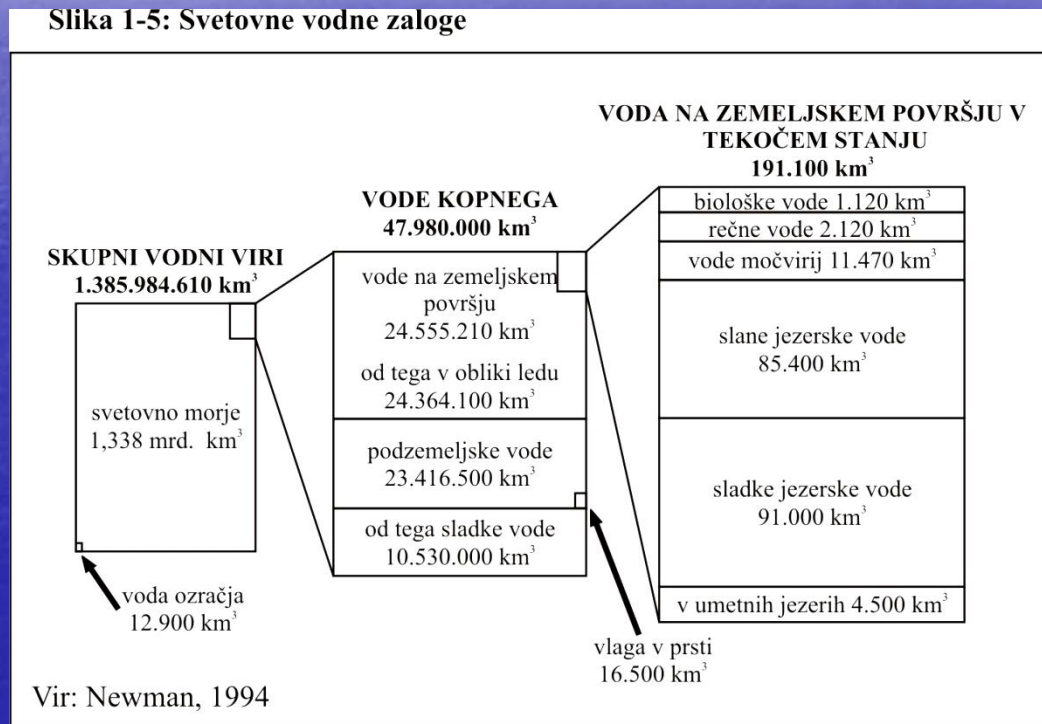 Slika 1-5: Svetovne vodne zaloge
SKUPNI VODNI VIRI
1.385.984.610 km³
svetovno morje
1,338 mrd. km³
voda ozračja
12.900 km³
VODE KOPNEGA
47.980.000 km³
vode na zemeljskem
površju
24.555.210 km³
od tega v obliki ledu
24.364.100 km³
podzemeljske vode
23.416.500 km³
od tega sladke vode
10.530.000 km³
vlaga v prsti
16.500 km³
VODA NA ZEMELJSKEM POVRŠJU V
TEKOČEM STANJU
191.100 km³
biološke vode 1.120 km³
rečne vode 2.120 km³
vode močvirij 11.470 km³
slane jezerske vode
85.400 km³
sladke jezerske vode
91.000 km³
v umetnih jezerih 4.500 km³
Vir: Newman, 1994